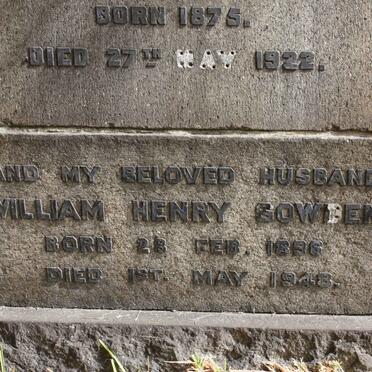 BORN 1875.
DIED 27TH MAY 1922.
AND MY BELOVED HUSBAND
WILLIAM HENRY
BORN 28 FEB. 1896
DIED 1ST. MAY 1948.